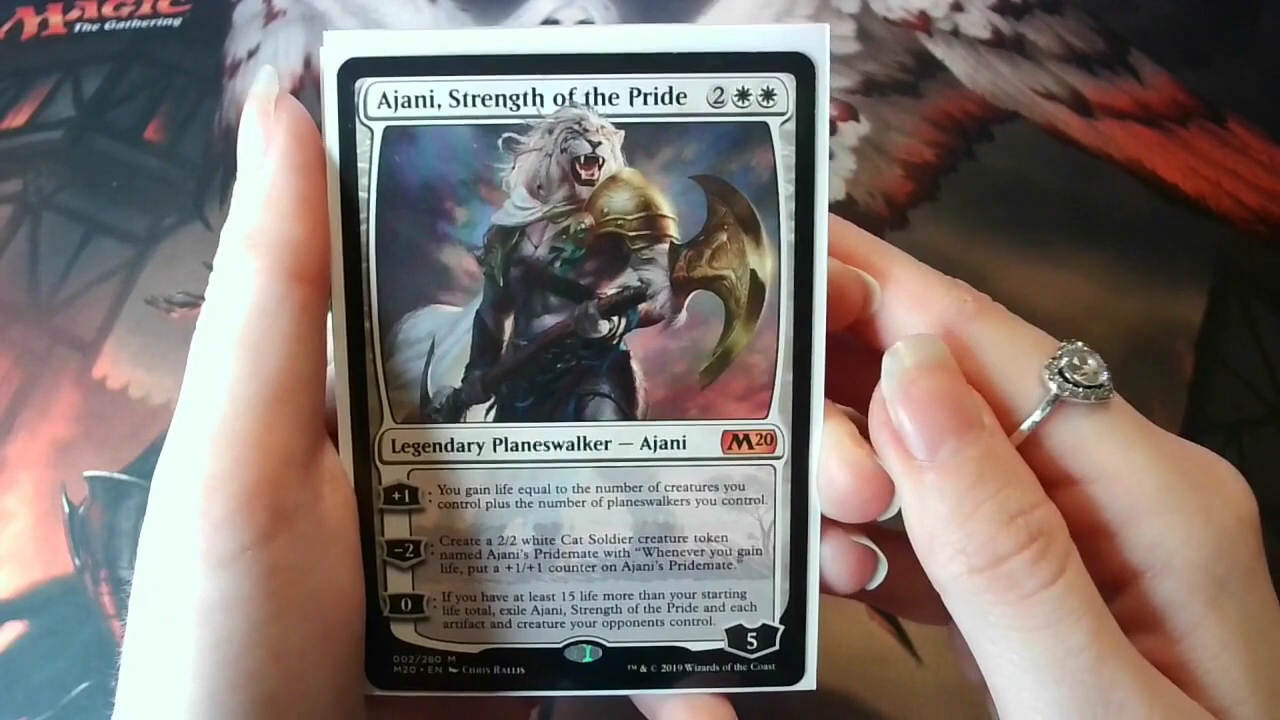 MAGIC
The Gathering
Ajani, Strength of the Pride 2
Legendary Planeswalker — Ajani M20
+1 : You gain life equal to the number of creatures you
control plus the number of planeswalkers you control.
−2 : Create a 2/2 white Cat Soldier creature token
named Ajani's Pridemate with "Whenever you gain
life, put a +1/+1 counter on Ajani's Pridemate."
0 : If you have at least 15 life more than your starting
life total, exile Ajani, Strength of the Pride and each
artifact and creature your opponents control.
5
002/280 M
M20 • EN CHRIS RALLIS
™ & © 2019 Wizards of the Coast